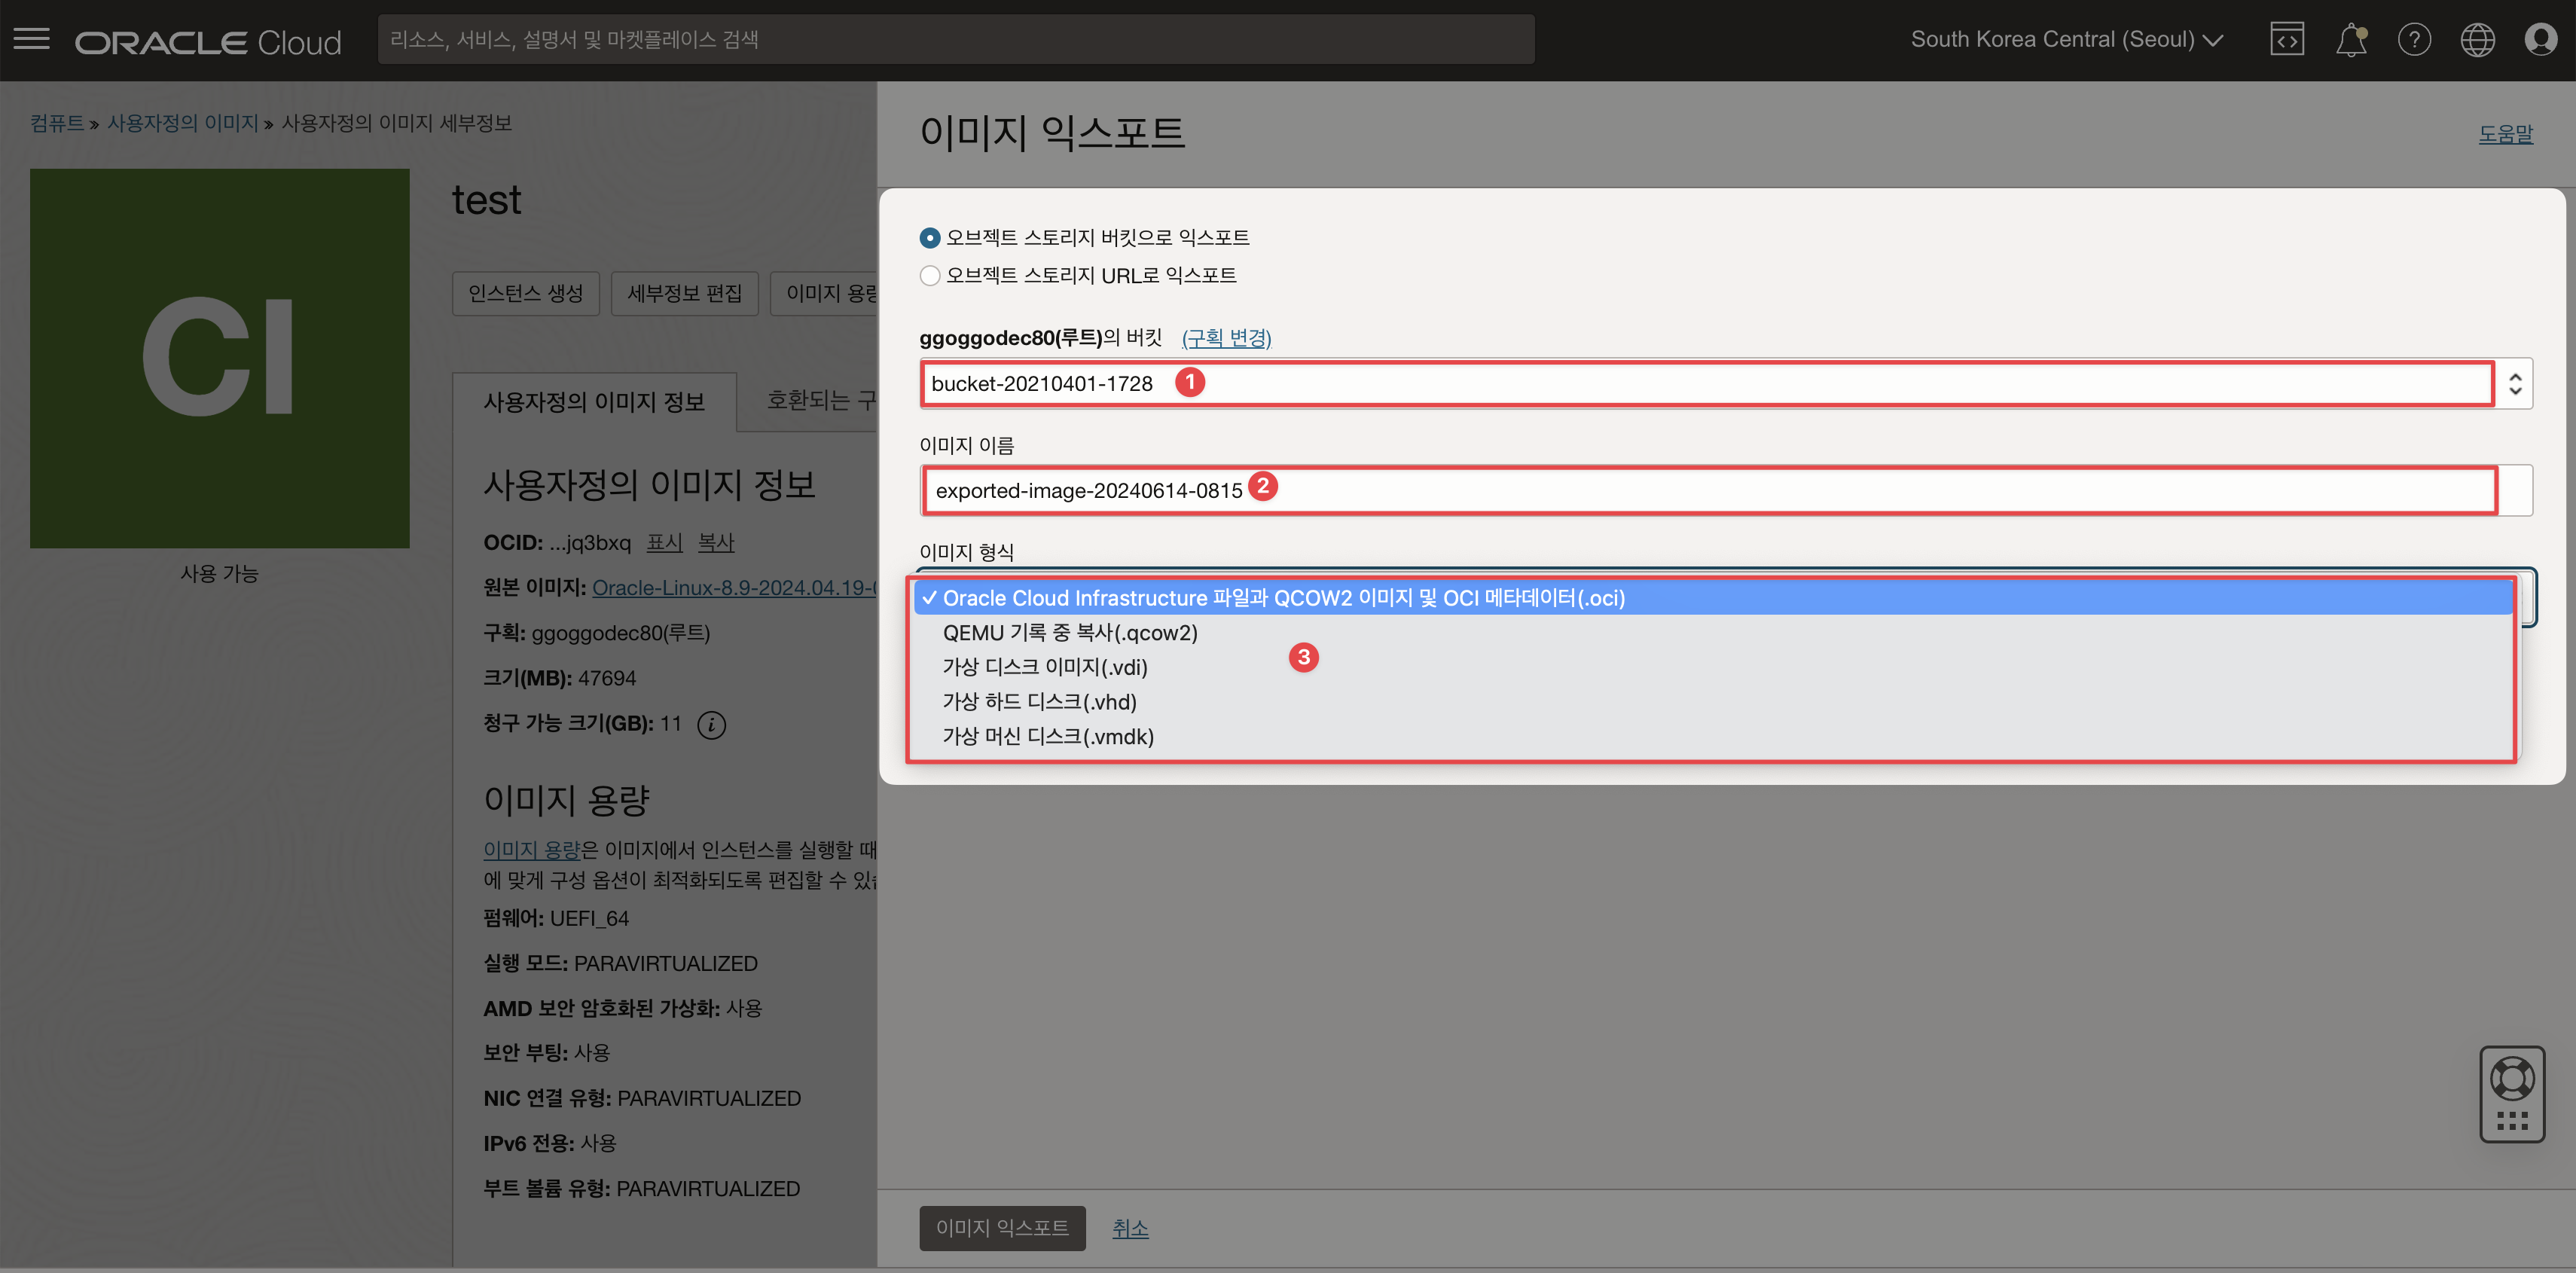 ORACLE Cloud
리소스, 서비스, 설명서 및 마켓플레이스 검색
South Korea Central (Seoul)
컴퓨트 » 사용자정의 이미지 » 사용자정의 이미지 세부정보
CI
사용 가능
test
인스턴스 생성
세부정보 편집
이미지 용량
사용자정의 이미지 정보
호환되는 구
사용자정의 이미지 정보
OCID: ...jq3bxq 표시 복사
원본 이미지: Oracle-Linux-8.9-2024.04.19-
구획: ggoggodec80(루트)
크기(MB): 47694
청구 가능 크기(GB): 11
이미지 용량
이미지 용량은 이미지에서 인스턴스를 실행할 때
에 맞게 구성 옵션이 최적화되도록 편집할 수 있
펌웨어: UEFI_64
실행 모드: PARAVIRTUALIZED
AMD 보안 암호화된 가상화: 사용
보안 부팅: 사용
NIC 연결 유형: PARAVIRTUALIZED
IPv6 전용: 사용
부트 볼륨 유형: PARAVIRTUALIZED
이미지 익스포트
도움말
오브젝트 스토리지 버킷으로 익스포트
오브젝트 스토리지 URL로 익스포트
ggoggodec80(루트)의 버킷 (구획 변경)
bucket-20210401-1728 1
이미지 이름
exported-image-20240614-0815 2
이미지 형식
✓ Oracle Cloud Infrastructure 파일과 QCOW2 이미지 및 OCI 메타데이터(.oci)
QEMU 기록 중 복사(.qcow2)
가상 디스크 이미지(.vdi)
3
가상 하드 디스크(.vhd)
가상 머신 디스크(.vmdk)
이미지 익스포트
취소